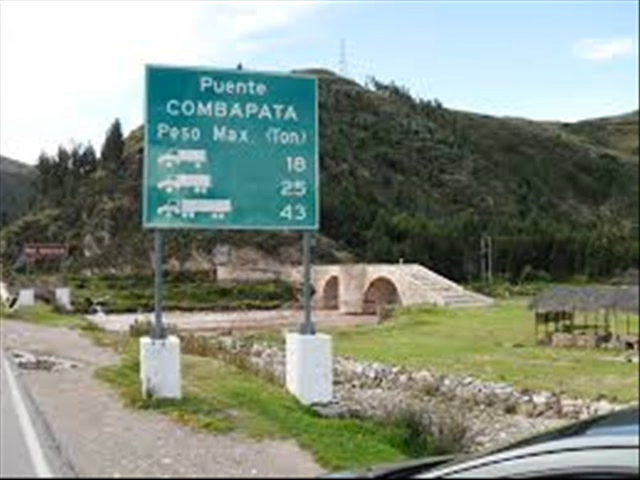 Puente
COMBAPATA
Peso Max. (Ton)
18
25
43